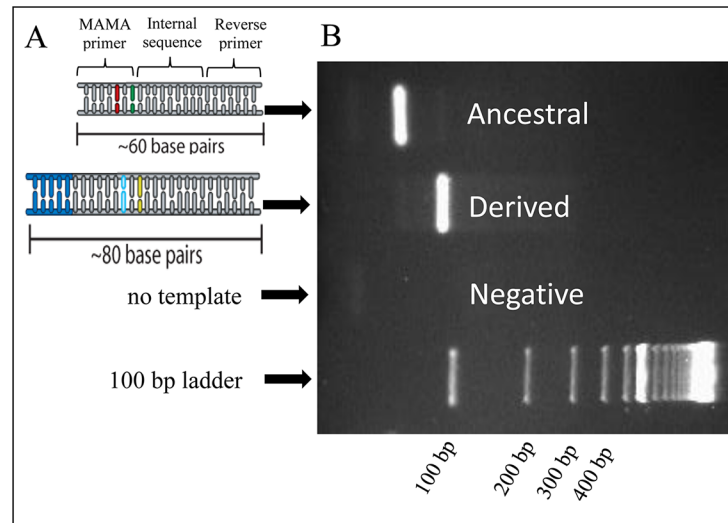 A
MAMA
primer
Internal
sequence
Reverse
primer
~60 base pairs
~80 base pairs
no template
100 bp ladder
B
Ancestral
Derived
Negative
100 bp
200 bp
300 bp
400 bp